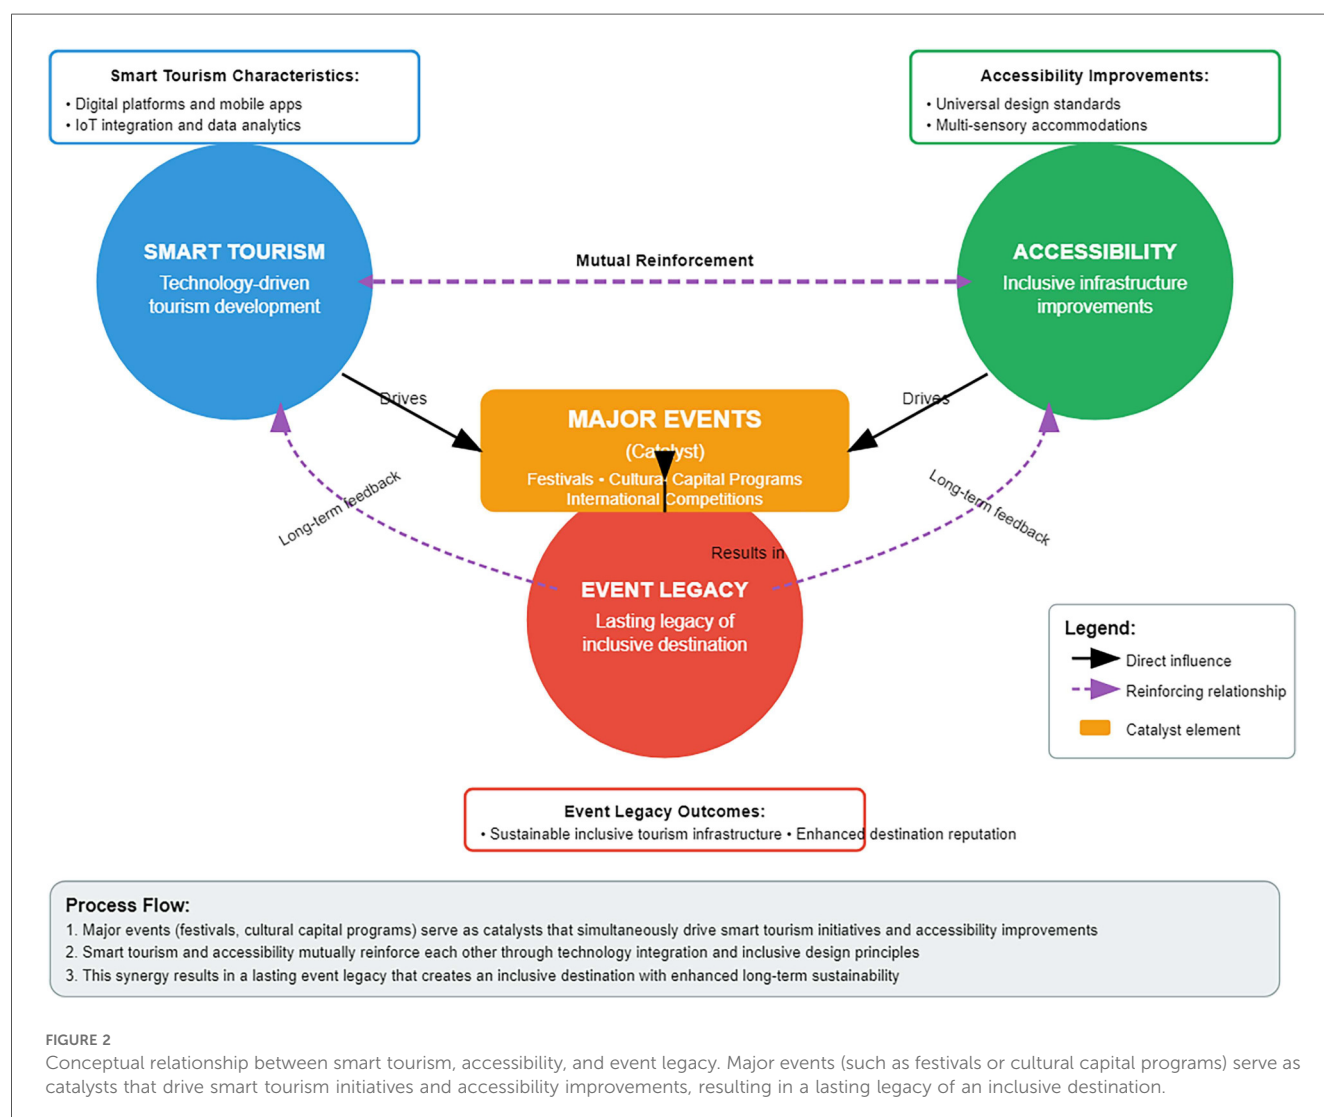 Smart Tourism Characteristics:
• Digital platforms and mobile apps
• IoT integration and data analytics
Accessibility Improvements:
• Universal design standards
• Multi-sensory accommodations
SMART TOURISM
Technology-driven
tourism development
Mutual Reinforcement
ACCESSIBILITY
Inclusive infrastructure
improvements
Drives
Drives
MAJOR EVENTS
(Catalyst)
Festivals • Cultural Capital Programs
International Competitions
Long-term feedback
Long-term feedback
Results in
EVENT LEGACY
Lasting legacy of
inclusive destination
Legend:
Direct influence
Reinforcing relationship
Catalyst element
Event Legacy Outcomes:
• Sustainable inclusive tourism infrastructure • Enhanced destination reputation
Process Flow:
1. Major events (festivals, cultural capital programs) serve as catalysts that simultaneously drive smart tourism initiatives and accessibility improvements
2. Smart tourism and accessibility mutually reinforce each other through technology integration and inclusive design principles
3. This synergy results in a lasting event legacy that creates an inclusive destination with enhanced long-term sustainability
FIGURE 2
Conceptual relationship between smart tourism, accessibility, and event legacy. Major events (such as festivals or cultural capital programs) serve as
catalysts that drive smart tourism initiatives and accessibility improvements, resulting in a lasting legacy of an inclusive destination.